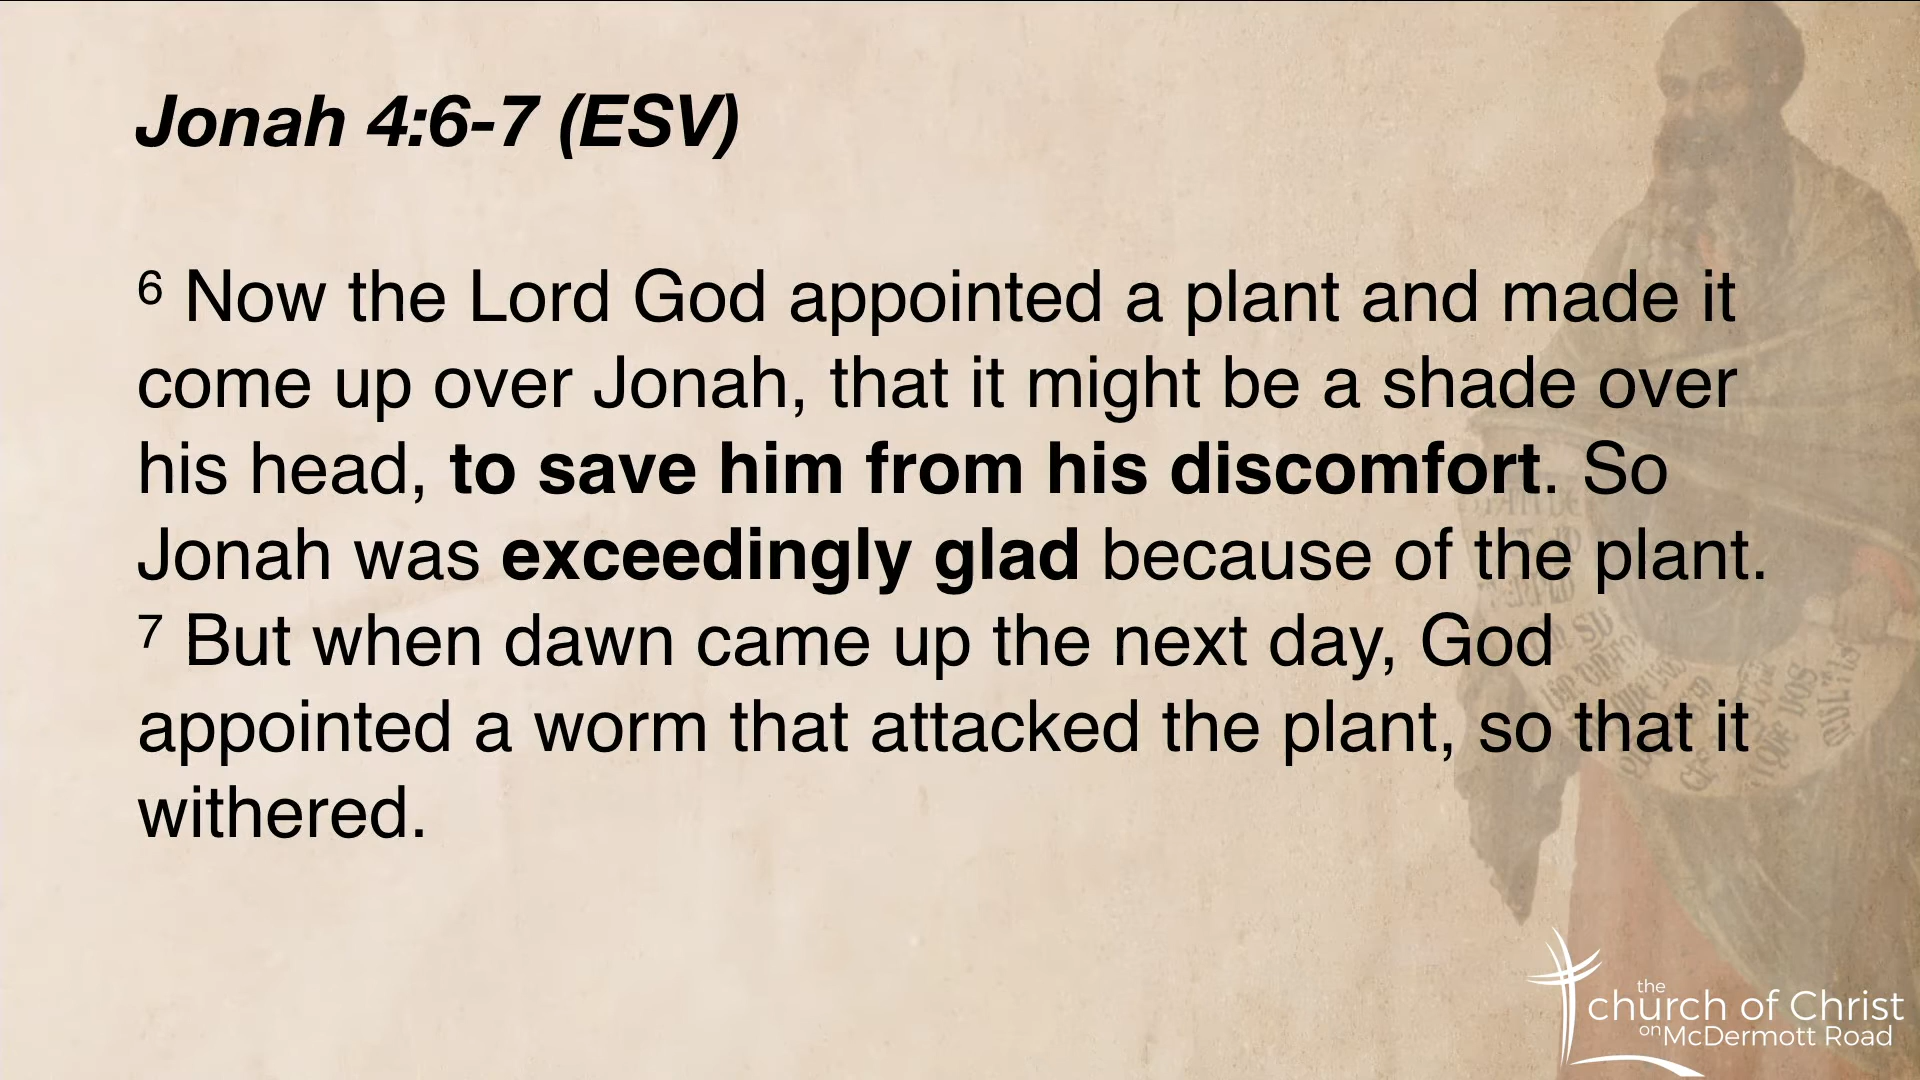 Jonah 4:6-7 (ESV)
6 Now the Lord God appointed a plant and made it
come up over Jonah, that it might be a shade over
his head, to save him from his discomfort. So
Jonah was exceedingly glad because of the plant.
7 But when dawn came up the next day, God
appointed a worm that attacked the plant, so that it
withered.
the
church of Christ
on McDermott Road